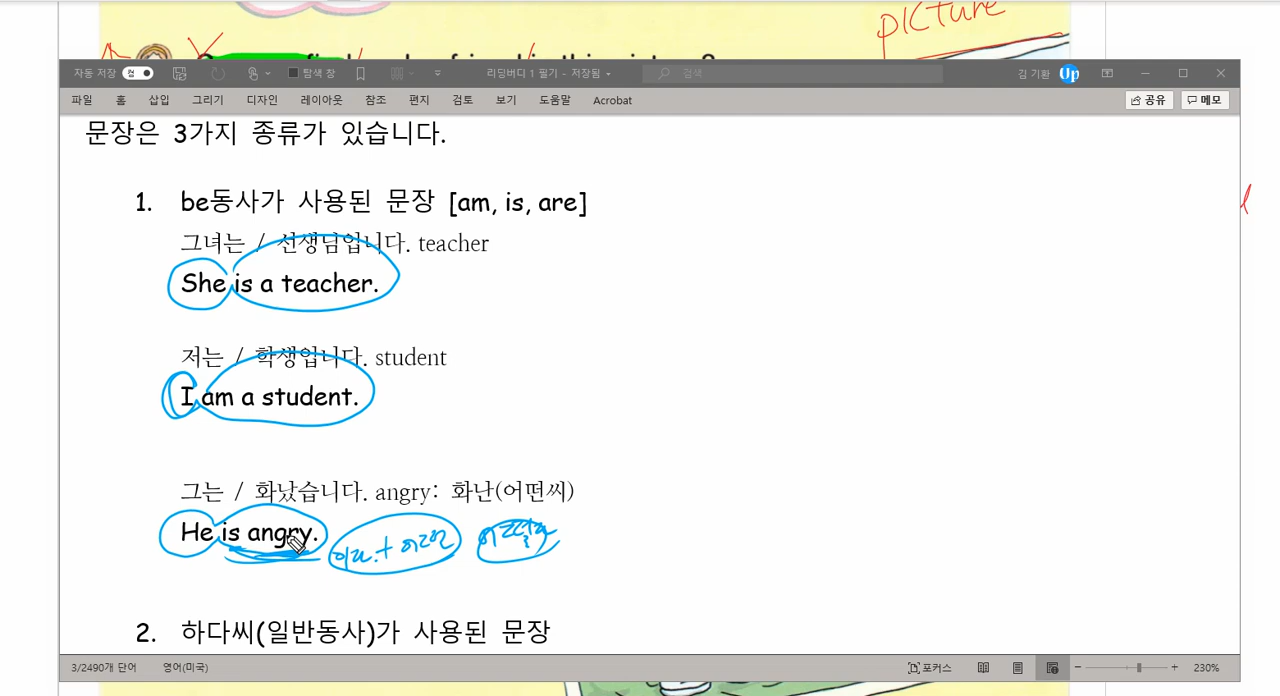 picture
자동 저장 컴 탐색 창 리딩버디 1 필기 - 저장됨 검색 김 기환 Up
파일 홀 삽입 그리기 디자인 레이아웃 참조 편지 검토 보기 도움말 Acrobat 공유 메모
문장은 3가지 종류가 있습니다.
1. be동사가 사용된 문장 [am, is, are]
그녀는 / 선생님입니다. teacher
She is a teacher.
저는 / 학생입니다. student
I am a student.
그는 / 화났습니다. angry: 화난(어떤씨)
He is angry.
2. 하다씨(일반동사)가 사용된 문장
3/2490개 단어 영어(미국) 포커스 230%